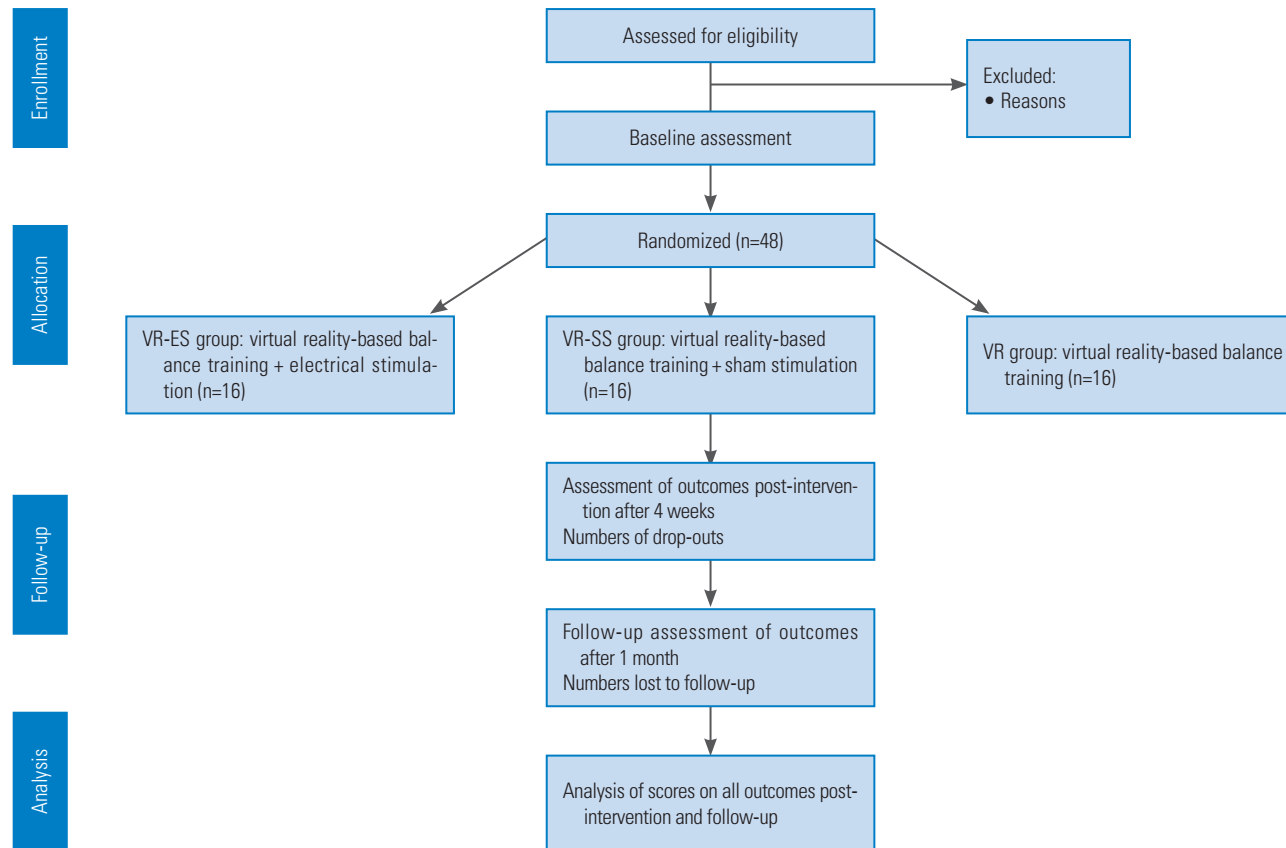 Enrollment
Assessed for eligibility
Excluded:
• Reasons
Baseline assessment
Allocation
Randomized (n=48)
VR-ES group: virtual reality-based bal-
ance training + electrical stimula-
tion (n=16)
VR-SS group: virtual reality-based
balance training + sham stimulation
(n=16)
VR group: virtual reality-based balance
training (n=16)
Follow-up
Assessment of outcomes post-interven-
tion after 4 weeks
Numbers of drop-outs
Follow-up assessment of outcomes
after 1 month
Numbers lost to follow-up
Analysis
Analysis of scores on all outcomes post-
intervention and follow-up